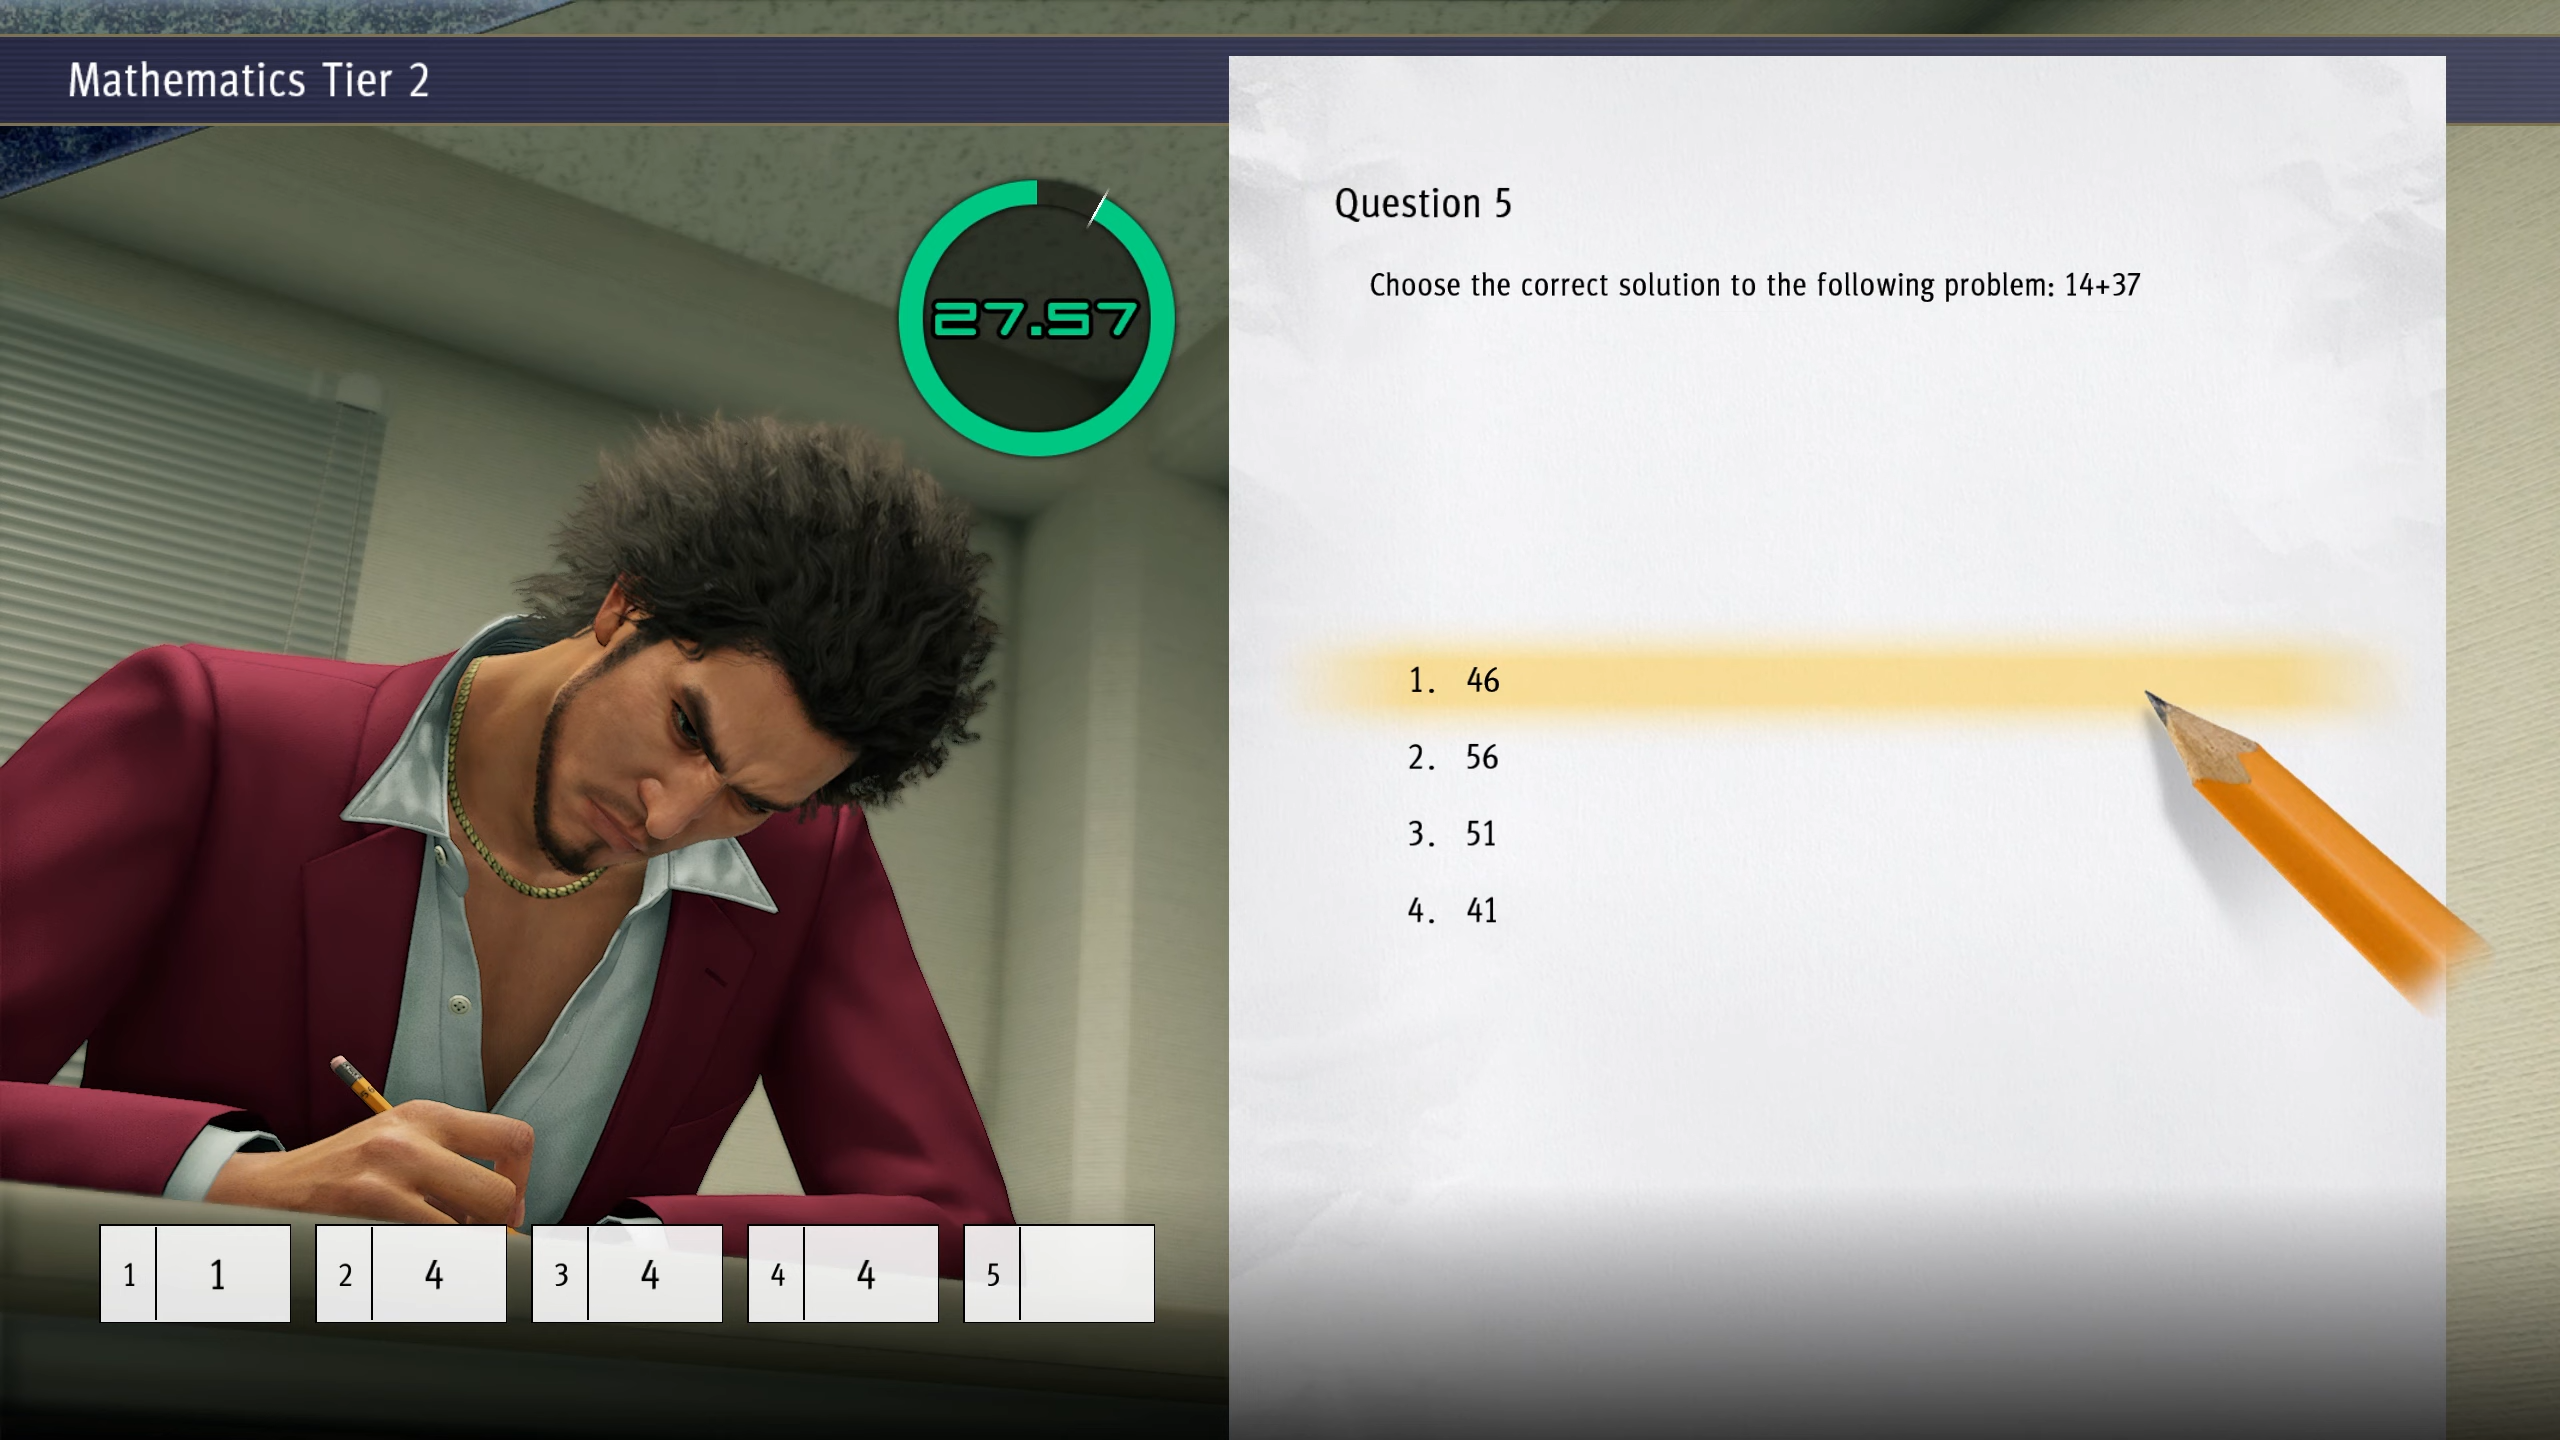 Mathematics Tier 2
27.57
Question 5
Choose the correct solution to the following problem: 14+37
1. 46
2. 56
3. 51
4. 41
1 1 2 4 3 4 4 4 5